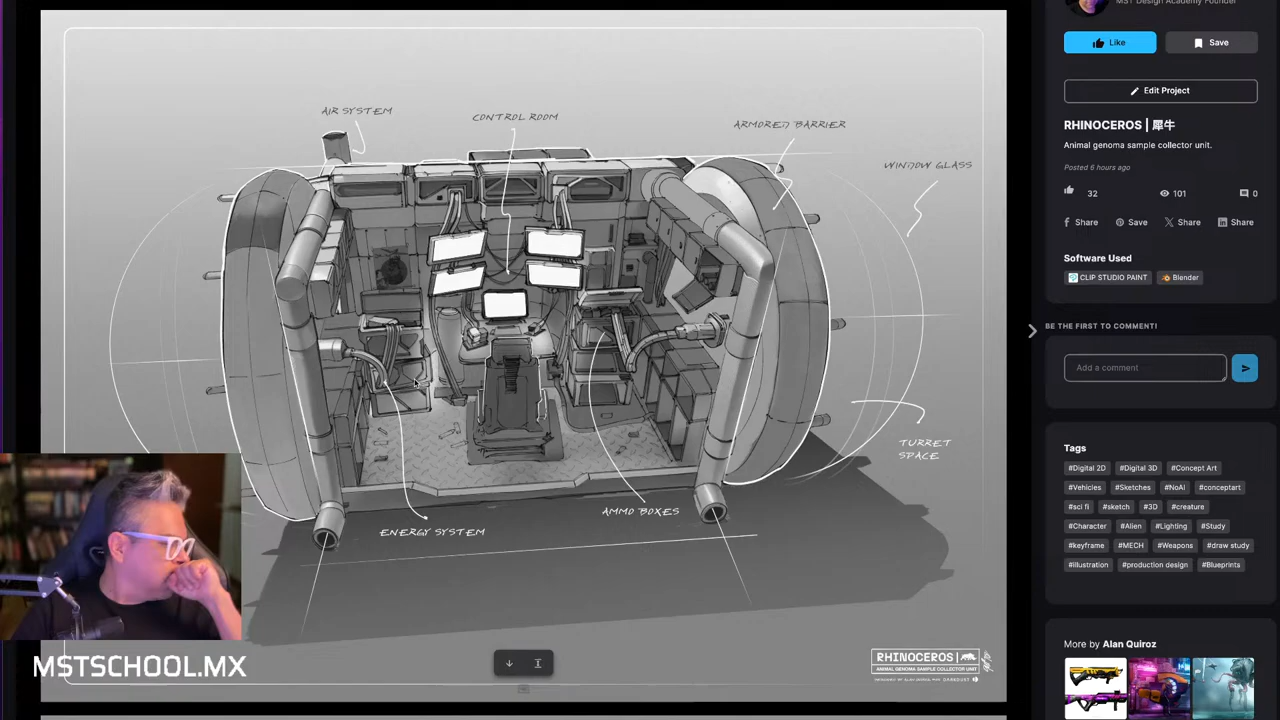 MST Design Academy Founder
Like
Save
Edit Project
RHINOCEROS | 犀牛
Animal genoma sample collector unit.
Posted 6 hours ago
32
101
0
Share
Save
Share
Share
Software Used
CLIP STUDIO PAINT
Blender
BE THE FIRST TO COMMENT!
Add a comment
Tags
#Digital 2D
#Digital 3D
#Concept Art
#Vehicles
#Sketches
#NoAI
#conceptart
#sci fi
#sketch
#3D
#creature
#Character
#Alien
#Lighting
#Study
#keyframe
#MECH
#Weapons
#draw study
#illustration
#production design
#Blueprints
More by Alan Quiroz
AIR SYSTEM
CONTROL ROOM
ARMORED BARRIER
WINDOW GLASS
TURRET
SPACE
AMMO BOXES
ENERGY SYSTEM
MSTSCHOOL.MX
RHINOCEROS
ANIMAL GENOMA SAMPLE COLLECTOR UNIT